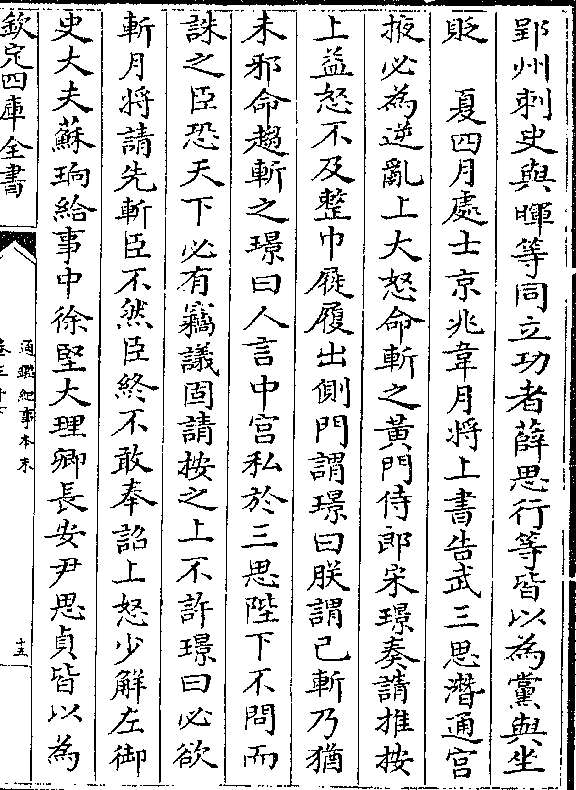 郢州刺史與暉等同立功者薛思行等皆以為黨與坐
貶　夏四月處士京兆韋月將上書告武三思潛通宫
掖必為逆亂上大怒命斬之黃門侍郎宋璟奏請推按
上益怒不及整巾屣履出側門謂璟曰朕謂已斬乃猶
未邪命趨斬之璟曰人言中宫私於三思陛下不問而
誅之臣恐天下必有竊議固請按之上不許璟曰必欲
斬月將請先斬臣不然臣終不敢奉詔上怒少解左御
史大夫蘇珦給事中徐堅大理卿長安尹思貞皆以為
欽定四庫全書
通鑑紀事本末
十五